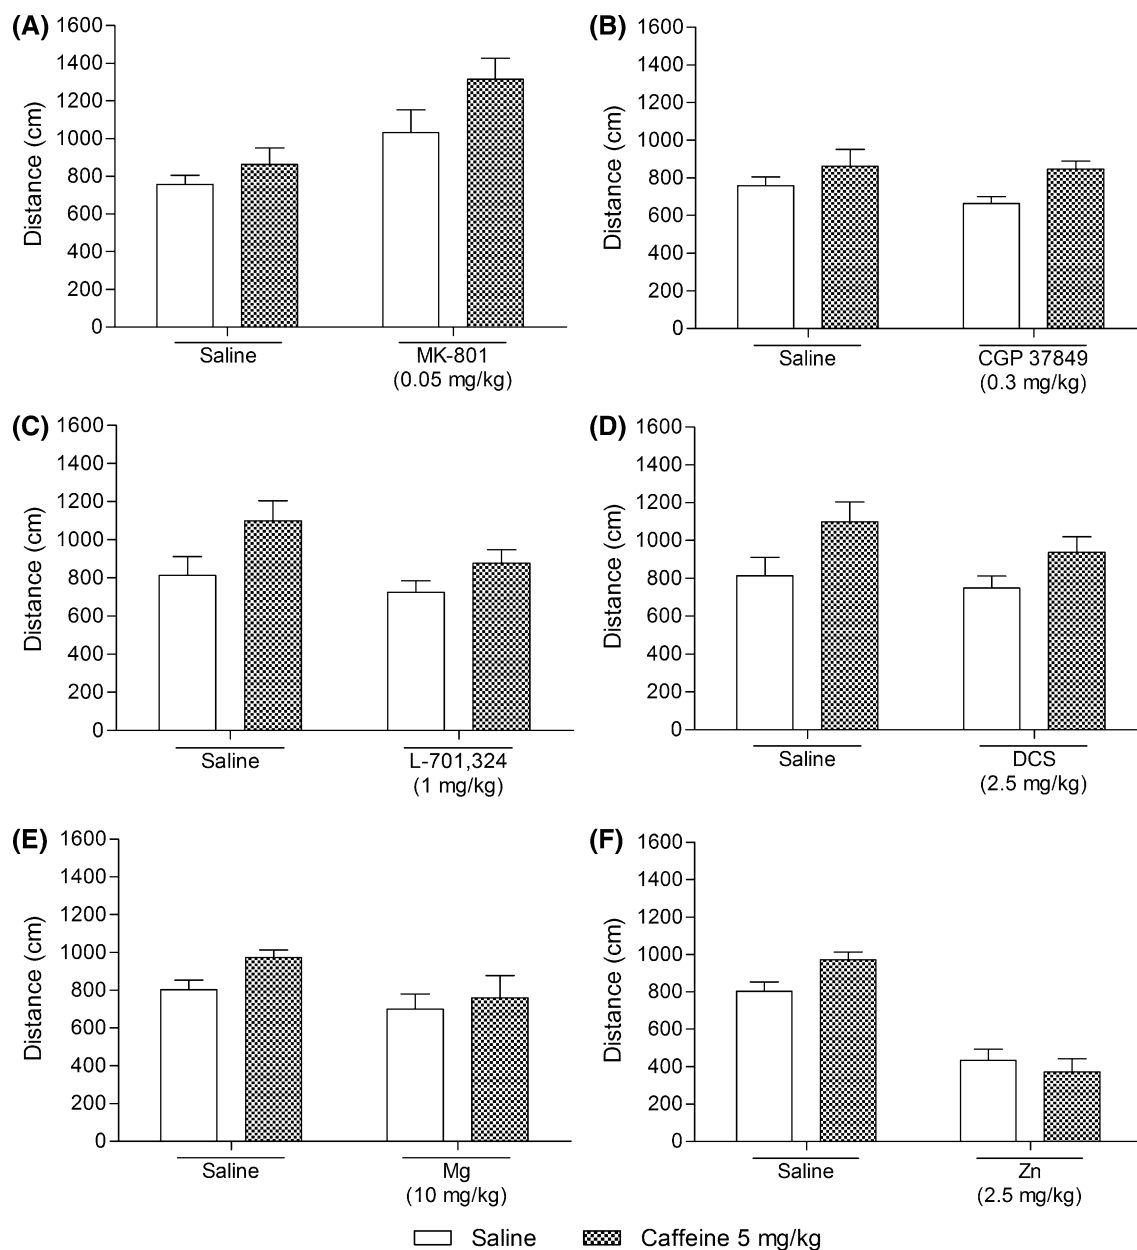 (A)
1600
1400
1200
1000
800
600
400
200
0
Distance (cm)
Saline
MK-801
(0.05 mg/kg)
(B)
1600
1400
1200
1000
800
600
400
200
0
Distance (cm)
Saline
CGP 37849
(0.3 mg/kg)
(C)
1600
1400
1200
1000
800
600
400
200
0
Distance (cm)
Saline
L-701,324
(1 mg/kg)
(D)
1600
1400
1200
1000
800
600
400
200
0
Distance (cm)
Saline
DCS
(2.5 mg/kg)
(E)
1600
1400
1200
1000
800
600
400
200
0
Distance (cm)
Saline
Mg
(10 mg/kg)
(F)
1600
1400
1200
1000
800
600
400
200
0
Distance (cm)
Saline
Zn
(2.5 mg/kg)
Saline
Caffeine 5 mg/kg